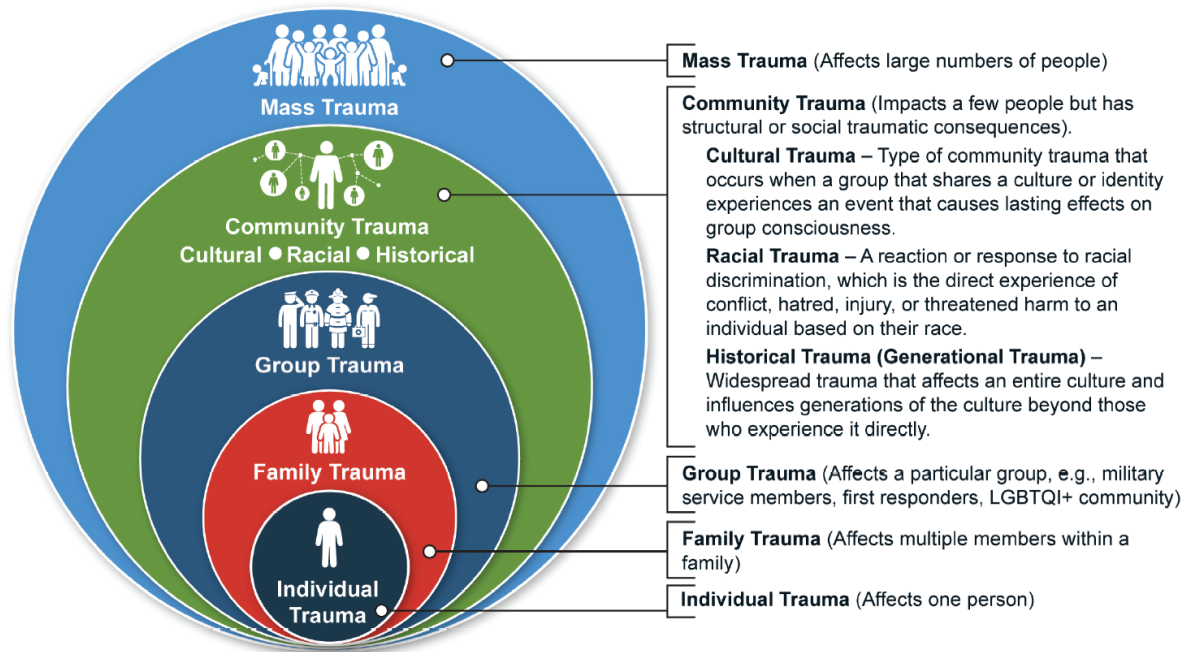 Mass Trauma
Community Trauma
Cultural ● Racial ● Historical
Group Trauma
Family Trauma
Individual
Trauma
Mass Trauma (Affects large numbers of people)
Community Trauma (Impacts a few people but has
structural or social traumatic consequences).
Cultural Trauma – Type of community trauma that
occurs when a group that shares a culture or identity
experiences an event that causes lasting effects on
group consciousness.
Racial Trauma – A reaction or response to racial
discrimination, which is the direct experience of
conflict, hatred, injury, or threatened harm to an
individual based on their race.
Historical Trauma (Generational Trauma) –
Widespread trauma that affects an entire culture and
influences generations of the culture beyond those
who experience it directly.
Group Trauma (Affects a particular group, e.g., military
service members, first responders, LGBTQI+ community)
Family Trauma (Affects multiple members within a
family)
Individual Trauma (Affects one person)